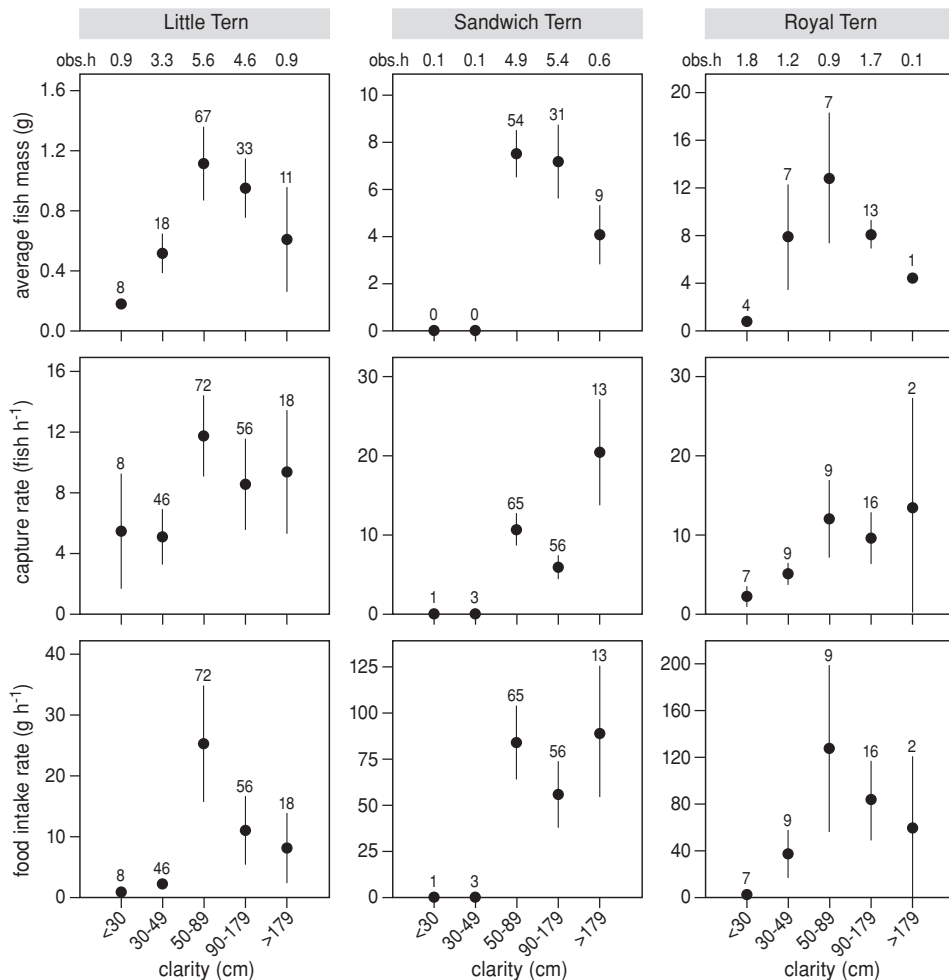 Little Tern Sandwich Tern Royal Tern
obs.h 0.9 3.3 5.6 4.6 0.9 obs.h 0.1 0.1 4.9 5.4 0.6 obs.h 1.8 1.2 0.9 1.7 0.1
average fish mass (g)
1.6
1.2
0.8
0.4
0.0
8 18 67 33 11
10
8
6
4
2
0
0 0 54 31 9
20
16
12
8
4
0
4 7 7 13 1
capture rate (fish h-1)
16
12
8
4
0
8 46 72 56 18
30
20
10
0
1 3 65 56 13
30
20
10
0
7 9 9 16 2
food intake rate (g h-1)
40
30
20
10
0
8 46 72 56 18
125
100
75
50
25
0
1 3 65 56 13
200
160
120
80
40
0
7 9 9 16 2
<30 30-49 50-89 90-179 >179 <30 30-49 50-89 90-179 >179 <30 30-49 50-89 90-179 >179
clarity (cm) clarity (cm) clarity (cm)